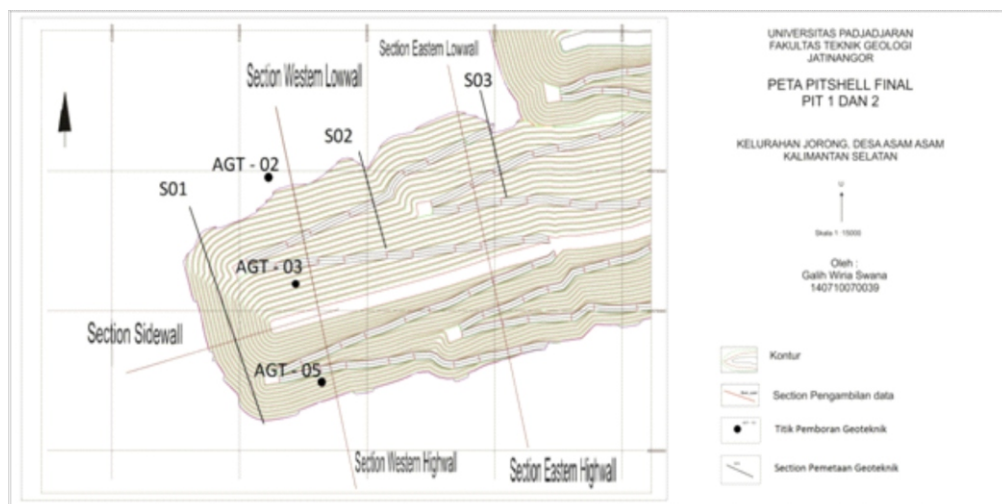 Section Eastern Lowwall
Section Western Lowwall
S03
S02
AGT - 02
S01
AGT - 03
Section Sidewall
AGT - 05
Section Western Highwall
Section Eastern Highwall
UNIVERSITAS PADJADJARAN
FAKULTAS TEKNIK GEOLOGI
JATINANGOR
PETA PITSHELL FINAL
PIT 1 DAN 2
KELURAHAN JORONG, DESA ASAM ASAM
KALIMANTAN SELATAN
U
Skala 1 : 15000
Oleh :
Galih Wiria Swana
140710070039
Kontur
Section Pengambilan data
Titik Pemboran Geoteknik
Section Pemetaan Geoteknik